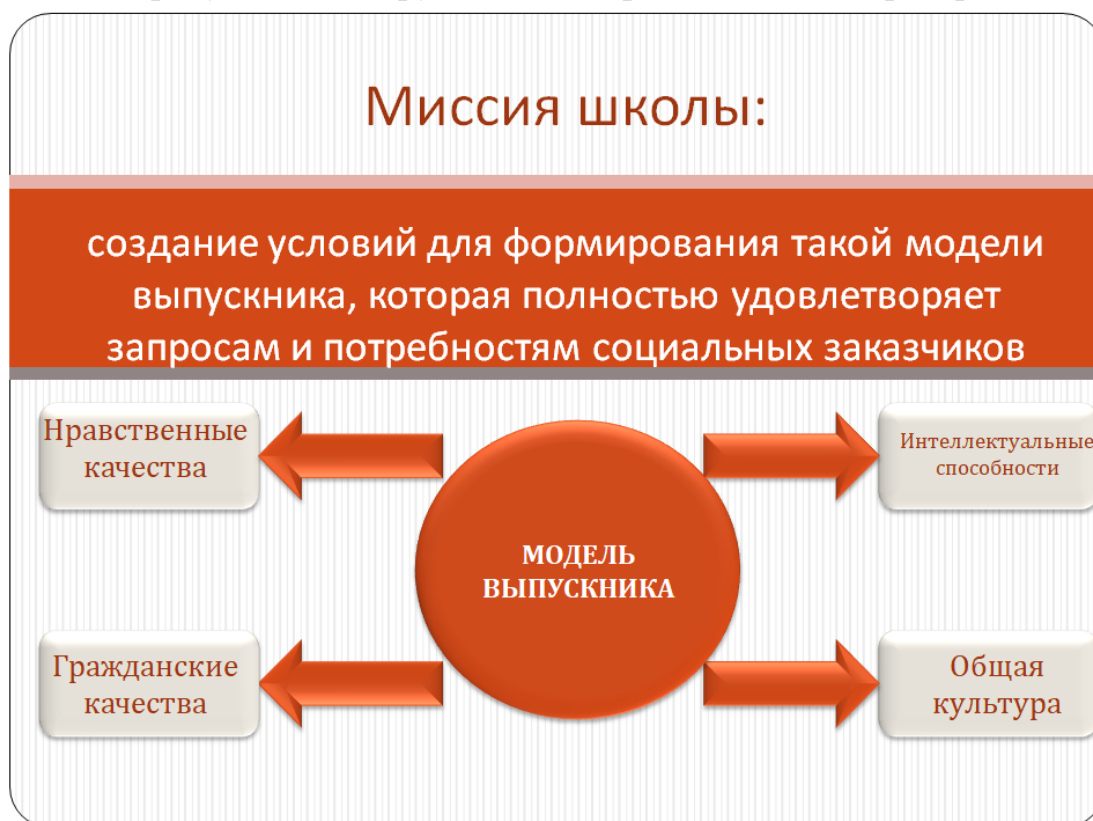 Миссия школы:
создание условий для формирования такой модели
выпускника, которая полностью удовлетворяет
запросам и потребностям социальных заказчиков
Нравственные
качества
Интеллектуальные
способности
МОДЕЛЬ
ВЫПУСКНИКА
Гражданские
качества
Общая
культура